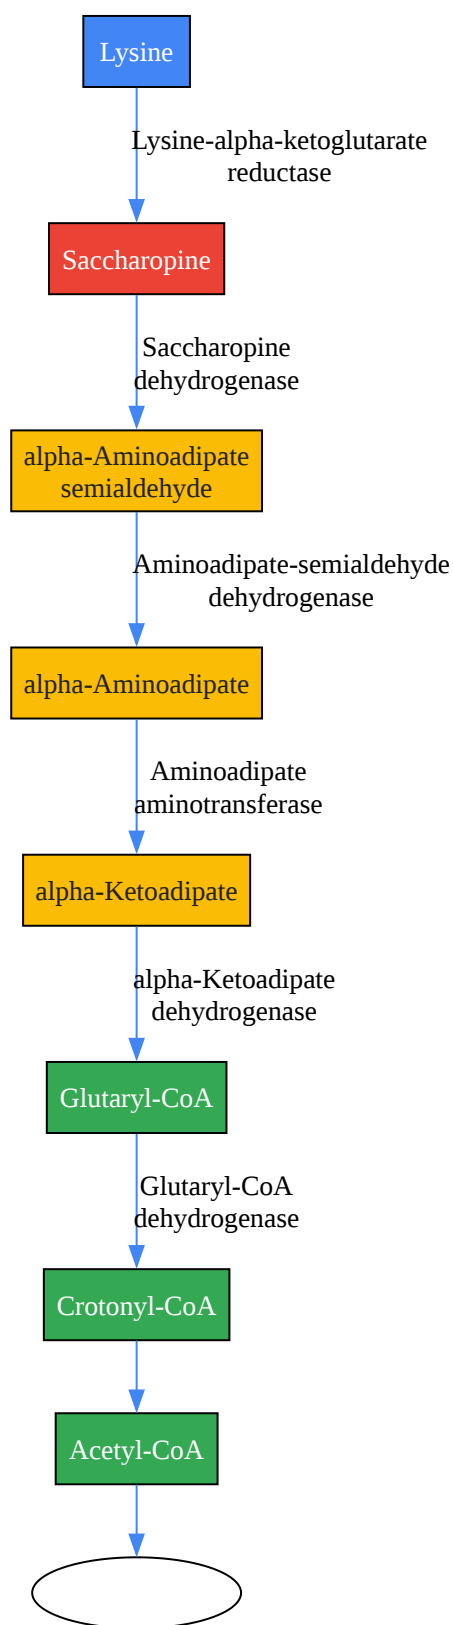 Lysine
Lysine-alpha-ketoglutarate
reductase
Saccharopine
Saccharopine
dehydrogenase
alpha-Aminoadipate
semialdehyde
Aminoadipate-semialdehyde
dehydrogenase
alpha-Aminoadipate
Aminoadipate
aminotransferase
alpha-Ketoadipate
alpha-Ketoadipate
dehydrogenase
Glutaryl-CoA
Glutaryl-CoA
dehydrogenase
Crotonyl-CoA
Acetyl-CoA